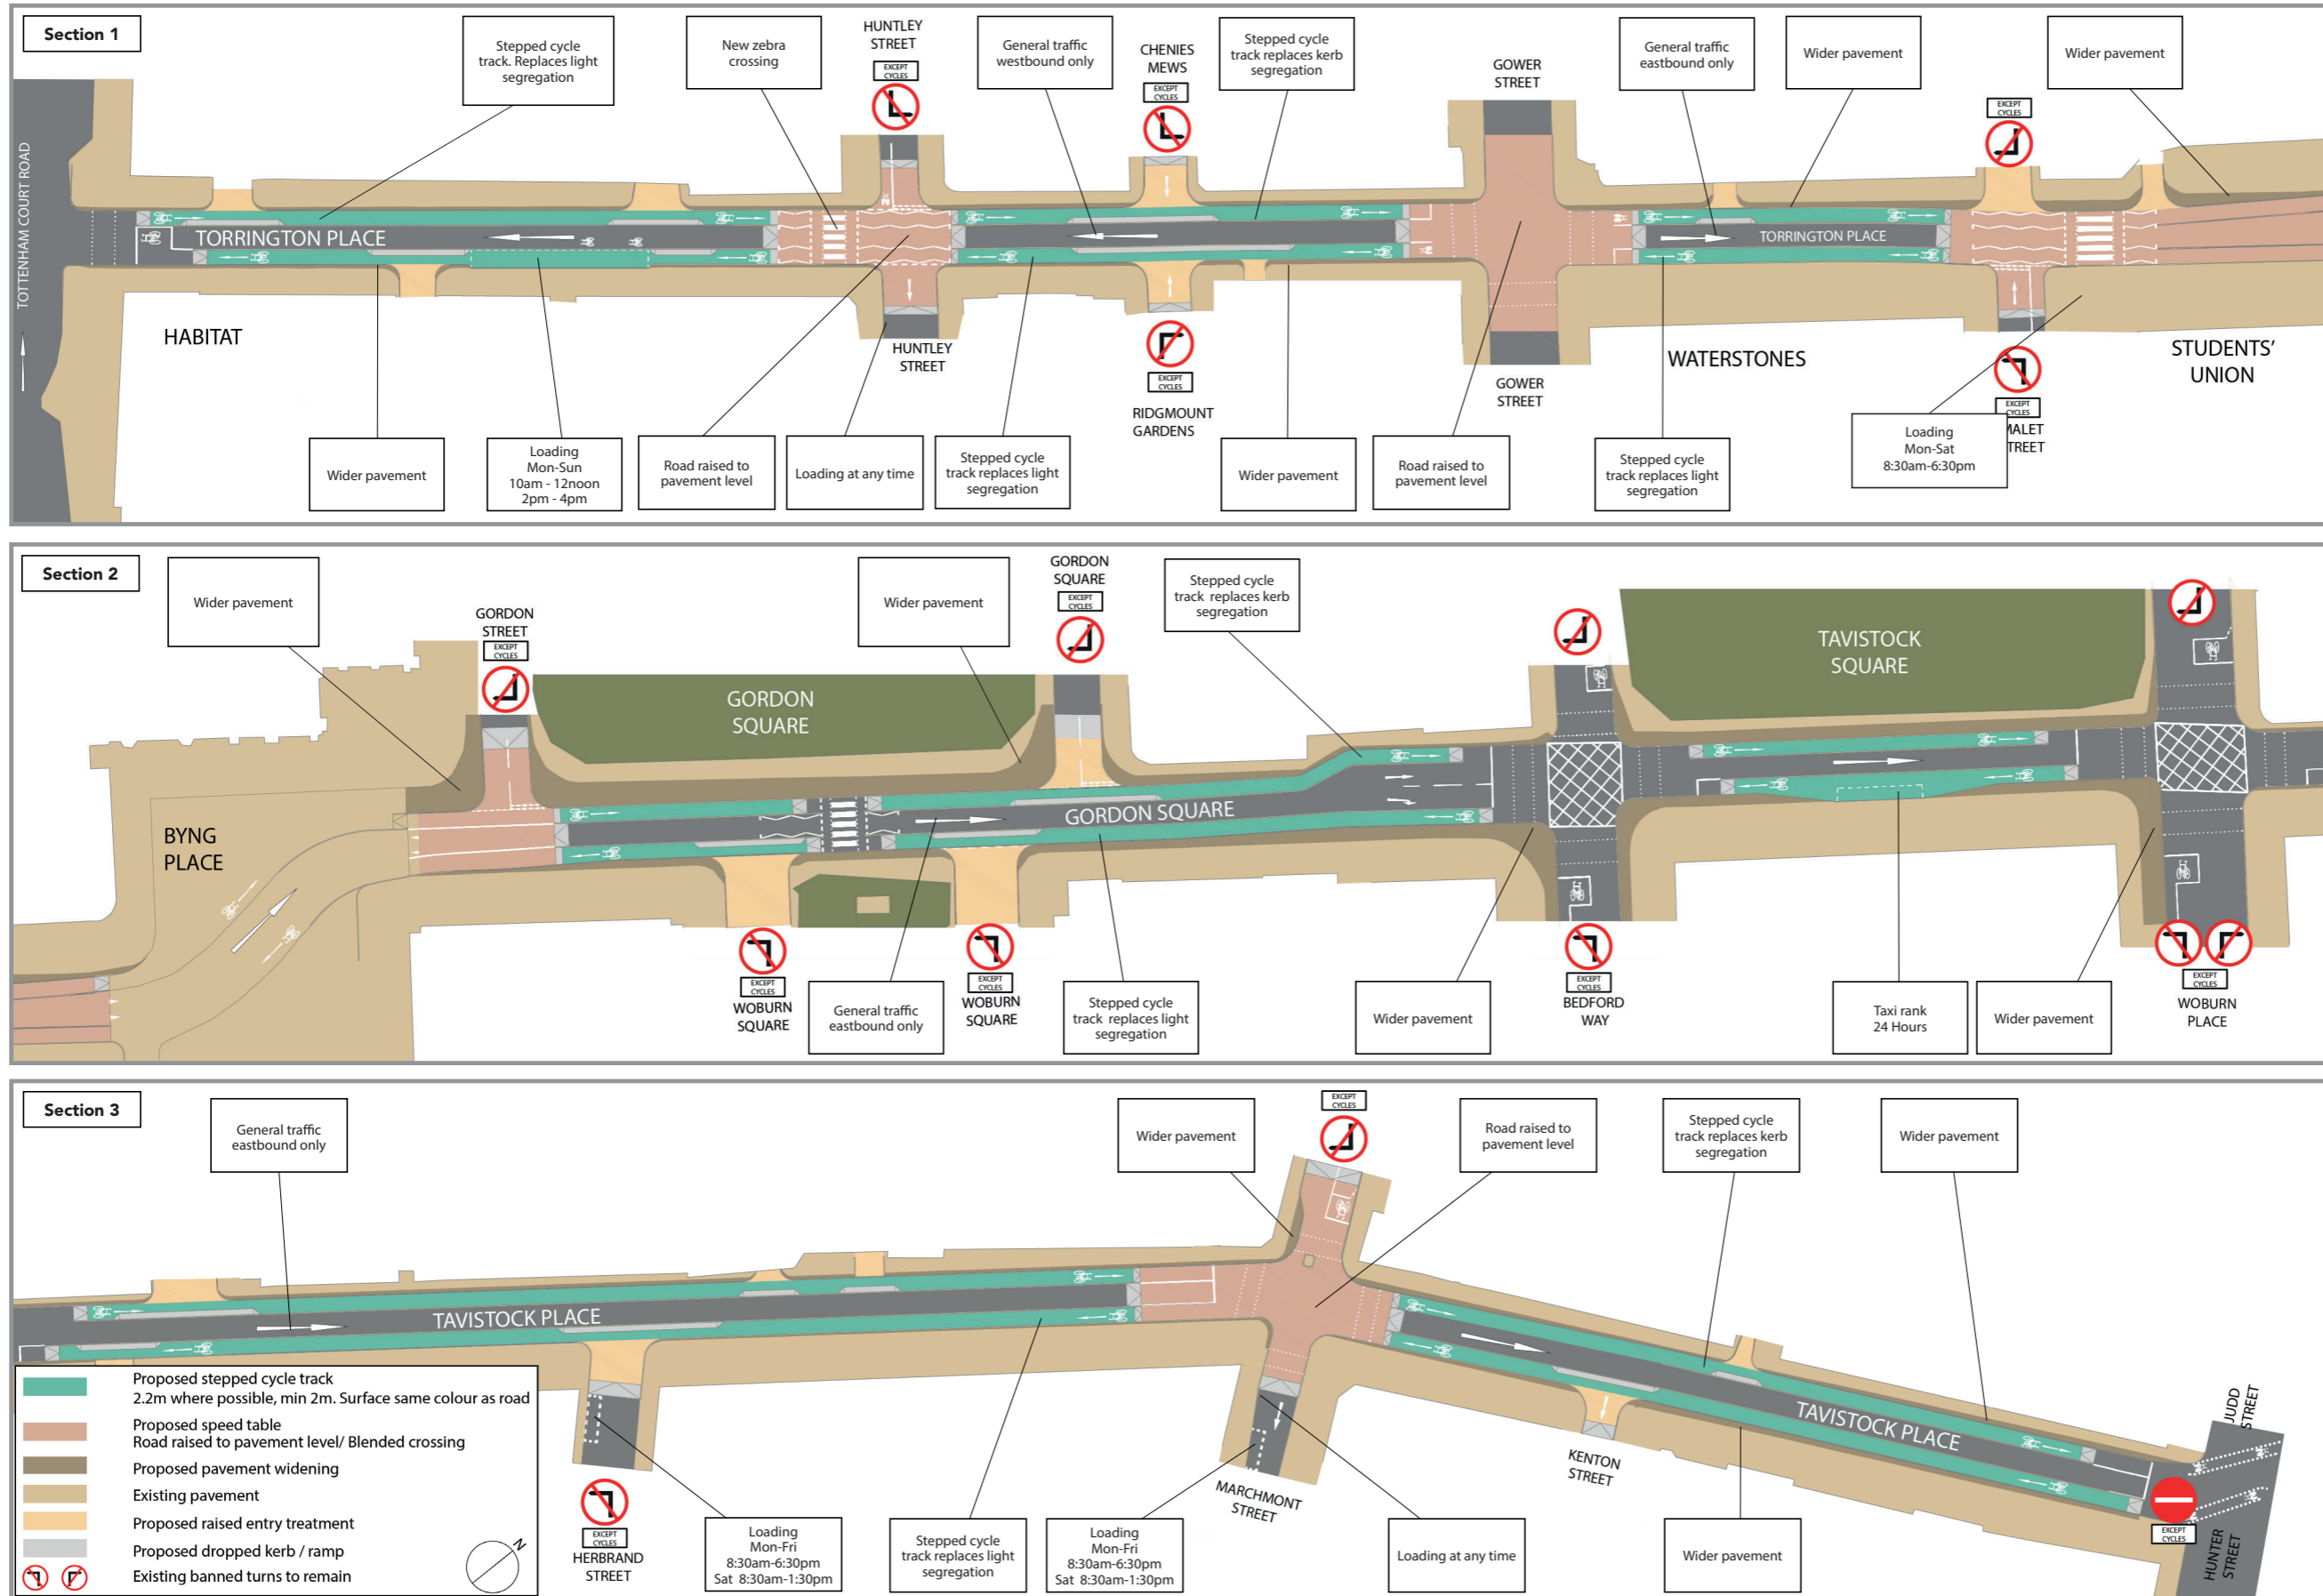 Section 1
Stepped cycle
track. Replaces light
segregation
New zebra
crossing
HUNTLEY
STREET
EXCEPT
CYCLES
General traffic
westbound only
CHENIES
MEWS
EXCEPT
CYCLES
Stepped cycle
track replaces kerb
segregation
GOWER
STREET
General traffic
eastbound only
Wider pavement
EXCEPT
CYCLES
Wider pavement
TOTTENHAM COURT ROAD
TORRINGTON PLACE
TORRINGTON PLACE
HABITAT
HUNTLEY
STREET
EXCEPT
CYCLES
RIDGMOUNT
GARDENS
GOWER
STREET
WATERSTONES
EXCEPT
CYCLES
MALET
STREET
STUDENTS'
UNION
Wider pavement
Loading
Mon-Sun
10am - 12noon
2pm - 4pm
Road raised to
pavement level
Loading at any time
Stepped cycle
track replaces light
segregation
Wider pavement
Road raised to
pavement level
Stepped cycle
track replaces light
segregation
Loading
Mon-Sat
8:30am-6:30pm
Section 2
Wider pavement
GORDON
STREET
EXCEPT
CYCLES
Wider pavement
GORDON
SQUARE
EXCEPT
CYCLES
Stepped cycle
track replaces kerb
segregation
TAVISTOCK
SQUARE
GORDON
SQUARE
GORDON SQUARE
BYNG
PLACE
EXCEPT
CYCLES
WOBURN
SQUARE
General traffic
eastbound only
EXCEPT
CYCLES
WOBURN
SQUARE
Stepped cycle
track replaces light
segregation
Wider pavement
EXCEPT
CYCLES
BEDFORD
WAY
Taxi rank
24 Hours
Wider pavement
EXCEPT
CYCLES
WOBURN
PLACE
Section 3
General traffic
eastbound only
Wider pavement
EXCEPT
CYCLES
Road raised to
pavement level
Stepped cycle
track replaces kerb
segregation
Wider pavement
TAVISTOCK PLACE
TAVISTOCK PLACE
JUDD
STREET
HUNTER
STREET
EXCEPT
CYCLES
KENTON
STREET
MARCHMONT
STREET
EXCEPT
CYCLES
HERBRAND
STREET
Loading
Mon-Fri
8:30am-6:30pm
Sat 8:30am-1:30pm
Stepped cycle
track replaces light
segregation
Loading
Mon-Fri
8:30am-6:30pm
Sat 8:30am-1:30pm
Loading at any time
Wider pavement
Proposed stepped cycle track
2.2m where possible, min 2m. Surface same colour as road
Proposed speed table
Road raised to pavement level/ Blended crossing
Proposed pavement widening
Existing pavement
Proposed raised entry treatment
Proposed dropped kerb / ramp
Existing banned turns to remain
N